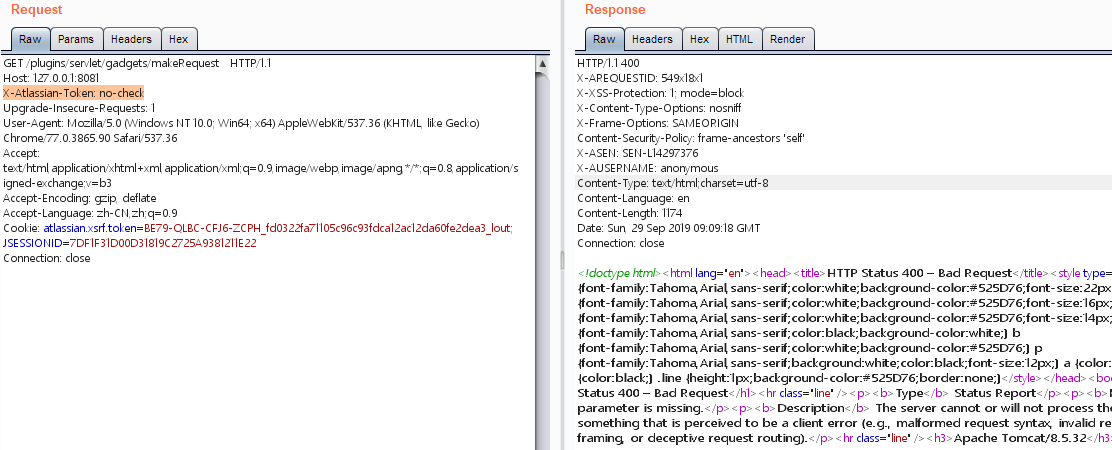 Request
Raw Params Headers Hex
GET /plugins/servlet/gadgets/makeRequest HTTP/1.1
Host: 127.0.0.1:8081
X-Atlassian-Token: no-check
Upgrade-Insecure-Requests: 1
User-Agent: Mozilla/5.0 (Windows NT 10.0; Win64; x64) AppleWebKit/537.36 (KHTML, like Gecko)
Chrome/77.0.3865.90 Safari/537.36
Accept:
text/html,application/xhtml+xml,application/xml;q=0.9,image/webp,image/apng,*/*;q=0.8,application/s
igned-exchange;v=b3
Accept-Encoding: gzip, deflate
Accept-Language: zh-CN,zh;q=0.9
Cookie: atlassian.xsrf.token=BE79-QLBC-CFJ6-ZCPH_fd0322fa71105c96c93fdca12ac12da60fe2dea3_lout;
JSESSIONID=7DF1F31D00D31819C2725A9381211E22
Connection: close
Response
Raw Headers Hex HTML Render
HTTP/1.1 400
X-AREQUESTID: 549x18x1
X-XSS-Protection: 1; mode=block
X-Content-Type-Options: nosniff
X-Frame-Options: SAMEORIGIN
Content-Security-Policy: frame-ancestors 'self'
X-ASEN: SEN-L14297376
X-AUSERNAME: anonymous
Content-Type: text/html;charset=utf-8
Content-Language: en
Content-Length: 1174
Date: Sun, 29 Sep 2019 09:09:18 GMT
Connection: close
<!doctype html><html lang="en"><head><title>HTTP Status 400 – Bad Request</title><style type=
{font-family:Tahoma,Arial,sans-serif;color:white;background-color:#525D76;font-size:22px
{font-family:Tahoma,Arial,sans-serif;color:white;background-color:#525D76;font-size:16px;
{font-family:Tahoma,Arial,sans-serif;color:white;background-color:#525D76;font-size:14px;
{font-family:Tahoma,Arial,sans-serif;color:black;background-color:white;} b
{font-family:Tahoma,Arial,sans-serif;color:white;background-color:#525D76;} p
{font-family:Tahoma,Arial,sans-serif;background:white;color:black;font-size:12px;} a {color:
{color:black;} .line {height:1px;background-color:#525D76;border:none;}</style></head><bo
Status 400 – Bad Request</h1><hr class="line" /><p><b>Type</b> Status Report</p><p><b>
parameter is missing.</p><p><b>Description</b> The server cannot or will not process the
something that is perceived to be a client error (e.g., malformed request syntax, invalid re
framing, or deceptive request routing).</p><hr class="line" /><h3>Apache Tomcat/8.5.32</h3